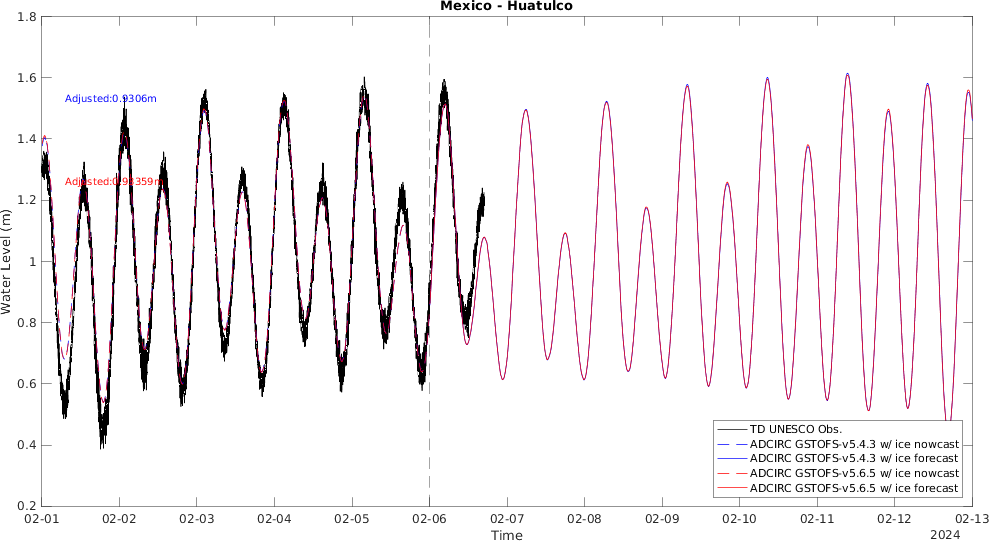 Mexico - Huatulco
Water Level (m)
1.8
1.6
1.4
1.2
1
0.8
0.6
0.4
0.2
Adjusted:0.9306m
TD UNESCO Obs.
ADCIRC GSTOFS-v5.4.3 w/ ice nowcast
ADCIRC GSTOFS-v5.4.3 w/ ice forecast
ADCIRC GSTOFS-v5.6.5 w/ ice nowcast
ADCIRC GSTOFS-v5.6.5 w/ ice forecast
02-01 02-02 02-03 02-04 02-05 02-06 02-07 02-08 02-09 02-10 02-11 02-12 02-13
Time
2024